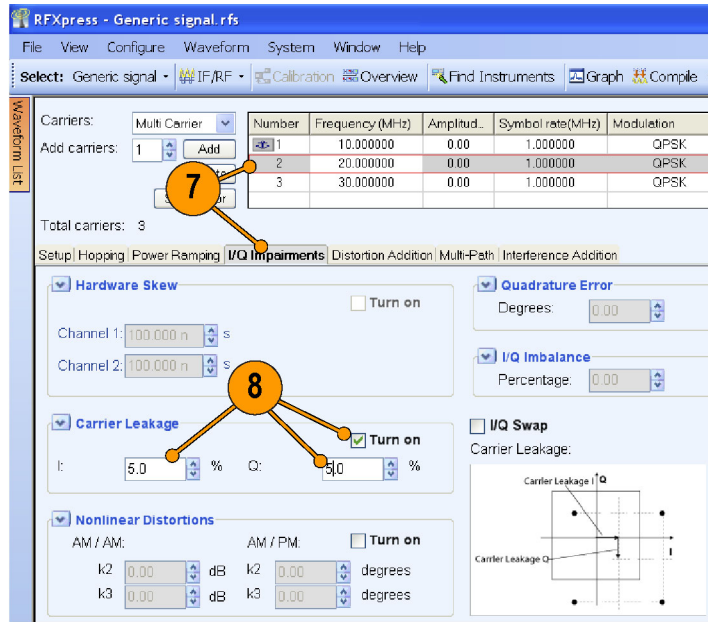 RFXpress - Generic signal.rfs
File View Configure Waveform System Window Help
Select: Generic signal IF/RF Calibration Overview Find Instruments Graph Compile
Waveform List
Carriers: Multi Carrier
Add carriers: 1 Add
Total carriers: 3
Number Frequency (MHz) Amplitud... Symbol rate(MHz) Modulation
1 10.000000 0.00 1.000000 QPSK
2 20.000000 0.00 1.000000 QPSK
3 30.000000 0.00 1.000000 QPSK
7
Setup Hopping Power Ramping I/Q Impairments Distortion Addition Multi-Path Interference Addition
Hardware Skew
Turn on
Channel 1: 100.000 n s
Channel 2: 100.000 n s
8
Quadrature Error
Degrees: 0.00
I/Q Imbalance
Percentage: 0.00
Carrier Leakage
Turn on
I: 5.0 % Q: 5.0 %
I/Q Swap
Carrier Leakage:
Carrier Leakage I Q
I
Carrier Leakage Q
Nonlinear Distortions
AM / AM: AM / PM: Turn on
k2 0.00 dB k2 0.00 degrees
k3 0.00 dB k3 0.00 degrees